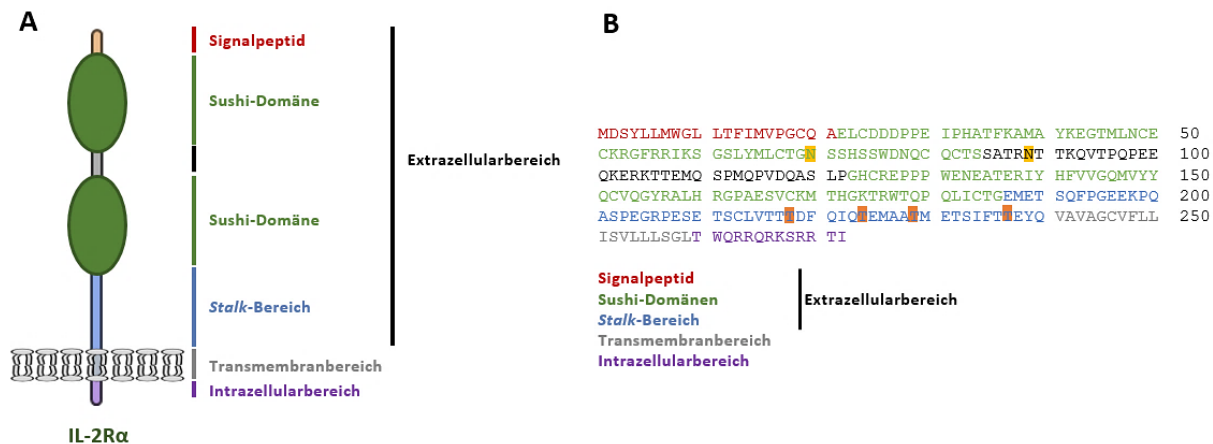 A
Signalpeptid
Sushi-Domäne
Extrazellularbereich
Sushi-Domäne
Stalk-Bereich
Transmembranbereich
Intrazellularbereich
IL-2Rα
B
MDSYLLMWGL LTFIMVPGCQ AELCDDDPPE IPHATFKAMA YKEGTMLNCE 50
CKRGFRRIKS GSLYMLCTGN SSHSSWDNQC QCTSSATRNT TKQVTPQPEE 100
QKERKTTEMQ SPMQPVDQAS LPGHCREPPP WENEATERIY HFVVGQMVYY 150
QCVQGYRALH RGPAESVCKM THGKTRWTQP QLICTGEMET SQFPGEEKPQ 200
ASPEGRPESE TSCLVTTTDF QIQTEMAATM ETSIFTTEYQ VAVAGCVFLL 250
ISVLLLSGLT WQRRQRKSRR TI
Signalpeptid
Sushi-Domänen
Extrazellularbereich
Stalk-Bereich
Transmembranbereich
Intrazellularbereich